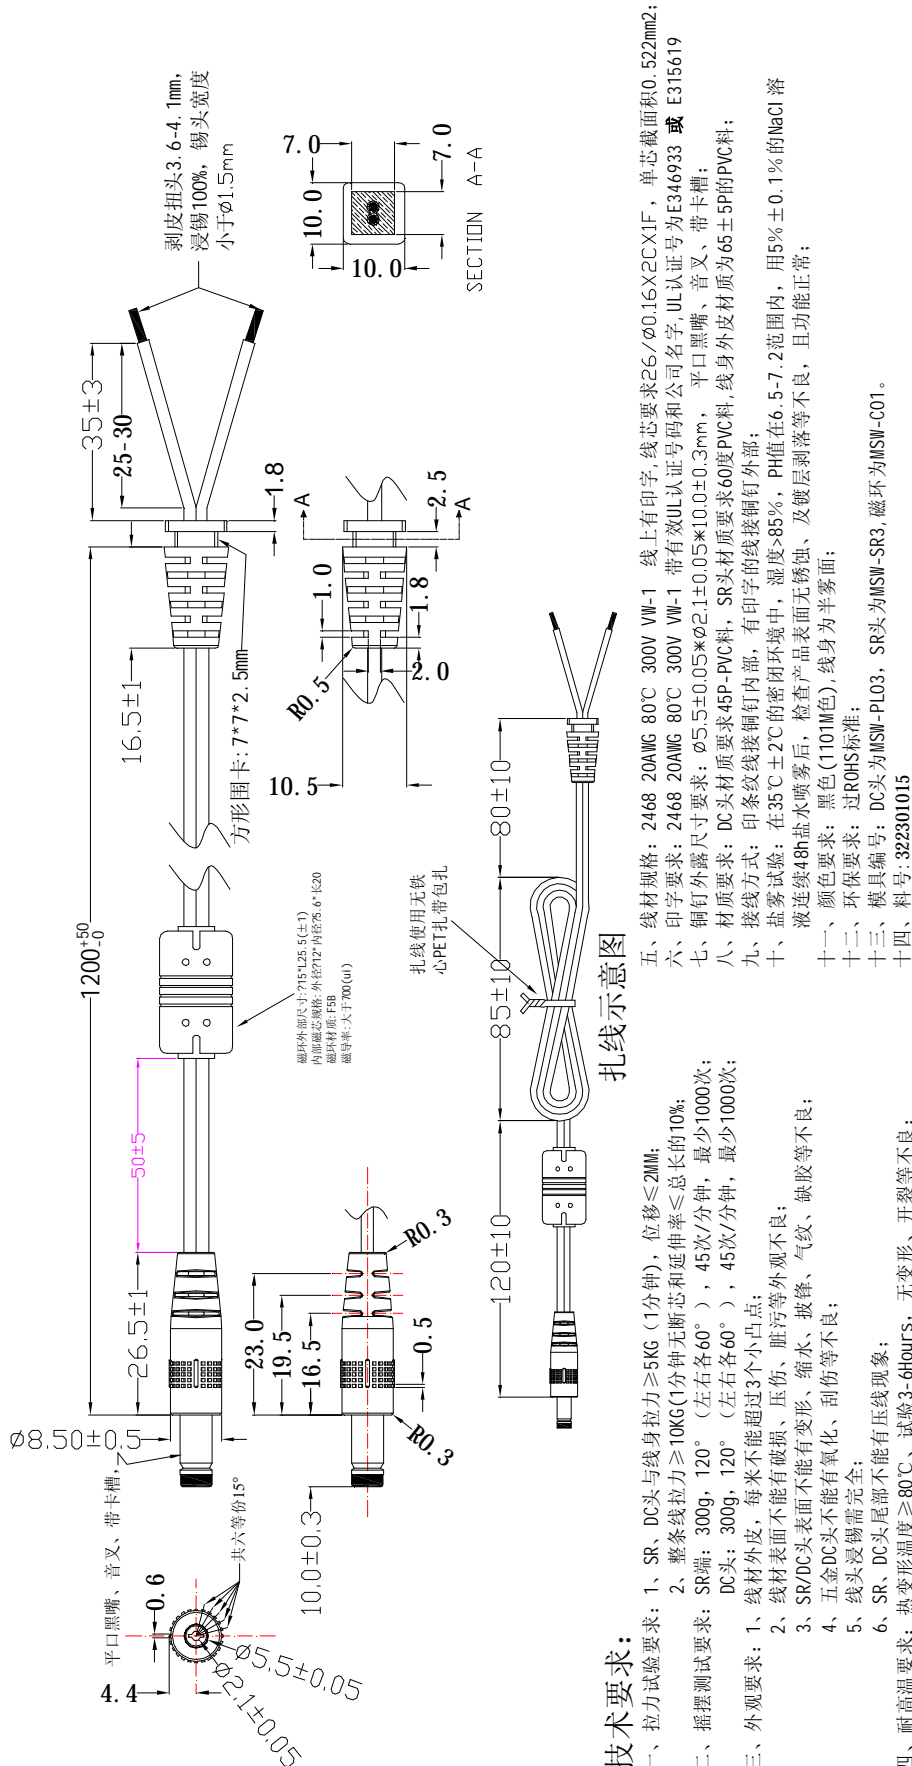 剥皮扭头3.6-4.1mm,
浸锡100%, 锡头宽度
小于Ø1.5mm
35±3
25-30
1.8
16.5±1
方形围卡:7*7*2.5mm
1200+50-0
50±5
26.5±1
Ø8.50±0.5
平口黑嘴、音叉、带卡槽,
磁环外部尺寸:?15*L25.5(±1)
内部磁芯规格:外径?12*内径?5.6*长20
磁环材质:F5B
磁导率:大于700(ui)
7.0
10.0
10.0
7.0
SECTION A-A
A
A
2.5
1.0
1.8
R0.5
2.0
10.5
23.0
19.5
16.5
R0.3
0.5
R0.3
10.0±0.3
共六等份15°
0.6
4.4
Ø5.5±0.05
Ø2.1±0.05
扎线使用无铁
心PET扎带包扎
80±10
85±10
120±10
扎线示意图
技术要求:
一、拉力试验要求: 1、SR、DC头与线身拉力≥5KG (1分钟), 位移≤2MM;
2、整条线拉力≥10KG(1分钟无断芯和延伸率≤总长的10%;
二、摇摆测试要求: SR端: 300g, 120° (左右各60° ), 45次/分钟, 最少1000次;
DC头: 300g, 120° (左右各60° ), 45次/分钟, 最少1000次;
三、外观要求: 1、线材外皮, 每米不能超过3个小凸点;
2、线材表面不能有破损、压伤、脏污等外观不良;
3、SR/DC头表面不能有变形、缩水、披锋、气纹、缺胶等不良;
4、五金DC头不能有氧化、刮伤等不良;
5、线头浸锡需完全;
6、SR、DC头尾部不能有压线现象;
四、耐高温要求: 热变形温度≥80℃、试验3-6Hours, 无变形、开裂等不良;
五、线材规格: 2468 20AWG 80℃ 300V VW-1 线上有印字,线芯要求26/Ø0.16X2CX1F, 单芯截面积0.522mm2;
六、印字要求: 2468 20AWG 80℃ 300V VW-1 带有效UL认证号码和公司名字,UL认证号为E346933 或 E315619
七、铜钉外露尺寸要求: Ø5.5±0.05*Ø2.1±0.05*10.0±0.3mm, 平口黑嘴、音叉、带卡槽;
八、材质要求: DC头材质要求45P-PVC料, SR头材质要求60度PVC料,线身外皮材质为65±5P的PVC料;
九、接线方式: 印条纹线接铜钉内部, 有印字的线接铜钉外部;
十、盐雾试验: 在35℃±2℃的密闭环境中, 湿度>85%, PH值在6.5-7.2范围内, 用5%±0.1%的NaCl溶
液连续48h盐水喷雾后, 检查产品表面无锈蚀、及镀层剥落等不良, 且功能正常;
十一、颜色要求: 黑色(1101M色),线身为半雾面;
十二、环保要求: 过ROHS标准;
十三、模具编号: DC头为MSW-PL03, SR头为MSW-SR3,磁环为MSW-C01。
十四、料号:322301015